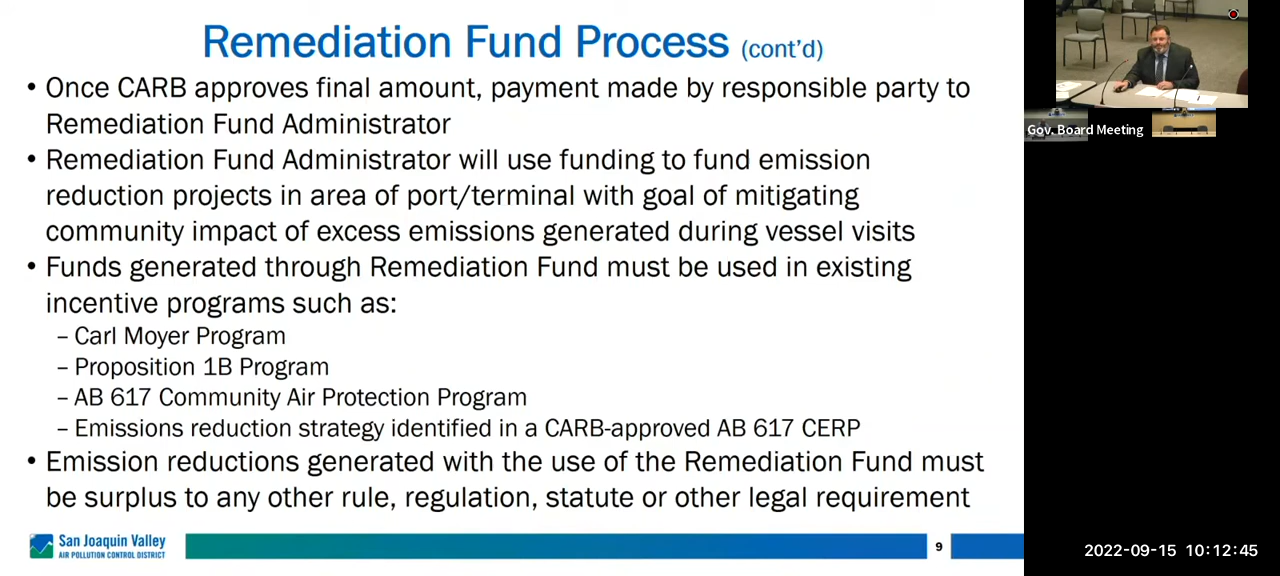 Remediation Fund Process (cont'd)
• Once CARB approves final amount, payment made by responsible party to
Remediation Fund Administrator
• Remediation Fund Administrator will use funding to fund emission
reduction projects in area of port/terminal with goal of mitigating
community impact of excess emissions generated during vessel visits
• Funds generated through Remediation Fund must be used in existing
incentive programs such as:
– Carl Moyer Program
– Proposition 1B Program
– AB 617 Community Air Protection Program
– Emissions reduction strategy identified in a CARB-approved AB 617 CERP
• Emission reductions generated with the use of the Remediation Fund must
be surplus to any other rule, regulation, statute or other legal requirement
San Joaquin Valley
AIR POLLUTION CONTROL DISTRICT
9
Gov. Board Meeting
2022-09-15 10:12:45